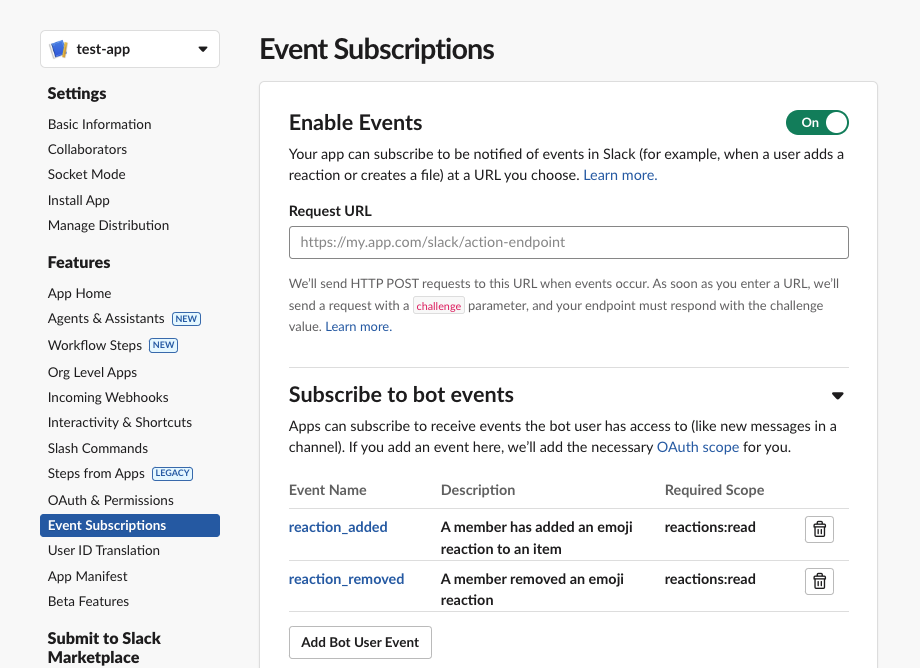 test-app
Event Subscriptions
Settings
Basic Information
Collaborators
Socket Mode
Install App
Manage Distribution
Features
App Home
Agents & Assistants NEW
Workflow Steps NEW
Org Level Apps
Incoming Webhooks
Interactivity & Shortcuts
Slash Commands
Steps from Apps LEGACY
OAuth & Permissions
Event Subscriptions
User ID Translation
App Manifest
Beta Features
Submit to Slack
Marketplace
Enable Events
On
Your app can subscribe to be notified of events in Slack (for example, when a user adds a
reaction or creates a file) at a URL you choose. Learn more.
Request URL
https://my.app.com/slack/action-endpoint
We’ll send HTTP POST requests to this URL when events occur. As soon as you enter a URL, we’ll
send a request with a challenge parameter, and your endpoint must respond with the challenge
value. Learn more.
Subscribe to bot events
Apps can subscribe to receive events the bot user has access to (like new messages in a
channel). If you add an event here, we’ll add the necessary OAuth scope for you.
Event Name Description Required Scope
reaction_added A member has added an emoji reactions:read
reaction to an item
reaction_removed A member removed an emoji reactions:read
reaction
Add Bot User Event